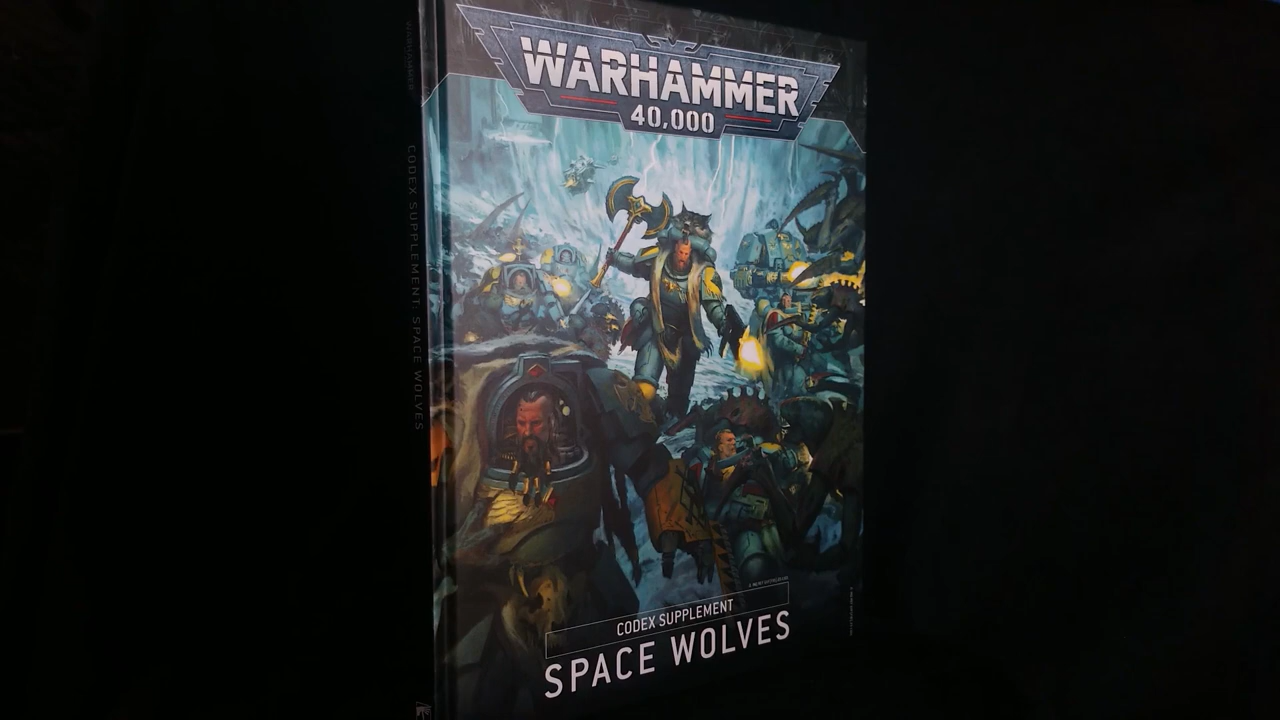 WARHAMMER
40,000
CODEX SUPPLEMENT
SPACE WOLVES
WARHAMMER
CODEX SUPPLEMENT: SPACE WOLVES